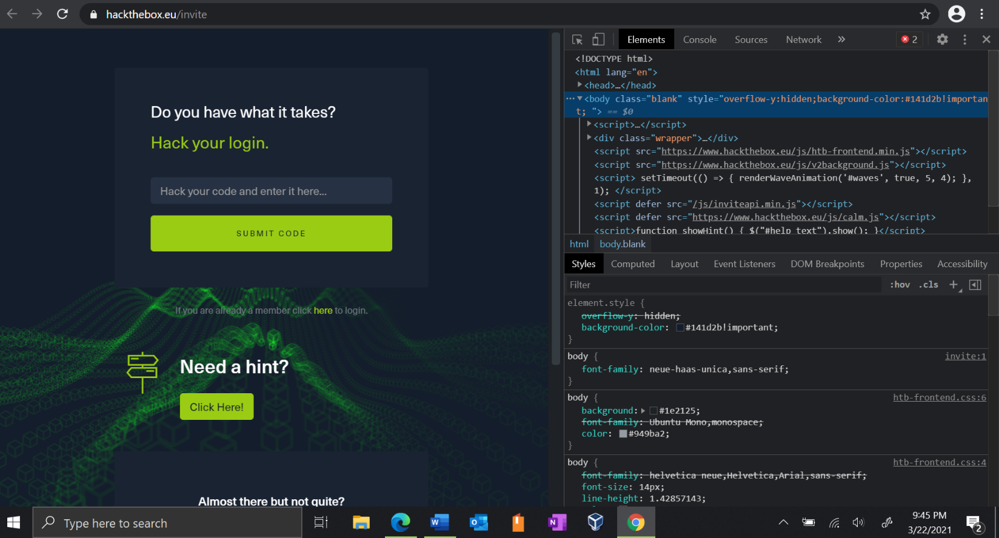 hackthebox.eu/invite
Do you have what it takes?
Hack your login.
Hack your code and enter it here...
SUBMIT CODE
If you are already a member click here to login.
Need a hint?
Click Here!
Almost there but not quite?
Elements Console Sources Network » 2
<!DOCTYPE html>
<html lang="en">
<head>…</head>
<body class="blank" style="overflow-y:hidden;background-color:#141d2b!importan
t; "> == $0
<script>…</script>
<div class="wrapper">…</div>
<script src="https://www.hackthebox.eu/js/htb-frontend.min.js"></script>
<script src="https://www.hackthebox.eu/js/v2background.js"></script>
<script> setTimeout(() => { renderWaveAnimation('#waves', true, 5, 4); },
1); </script>
<script defer src="/js/inviteapi.min.js"></script>
<script defer src="https://www.hackthebox.eu/js/calm.js"></script>
<script>function showHint() { $("#help_text").show(); }</script>
html body.blank
Styles Computed Layout Event Listeners DOM Breakpoints Properties Accessibility
Filter :hov .cls +
element.style {
overflow-y: hidden;
background-color: #141d2b!important;
}
body { invite:1
font-family: neue-haas-unica,sans-serif;
}
body { htb-frontend.css:6
background: #1e2125;
font-family: Ubuntu Mono,monospace;
color: #949ba2;
}
body { htb-frontend.css:4
font-family: helvetica neue,Helvetica,Arial,sans-serif;
font-size: 14px;
line-height: 1.42857143;
Type here to search
9:45 PM
3/22/2021
2